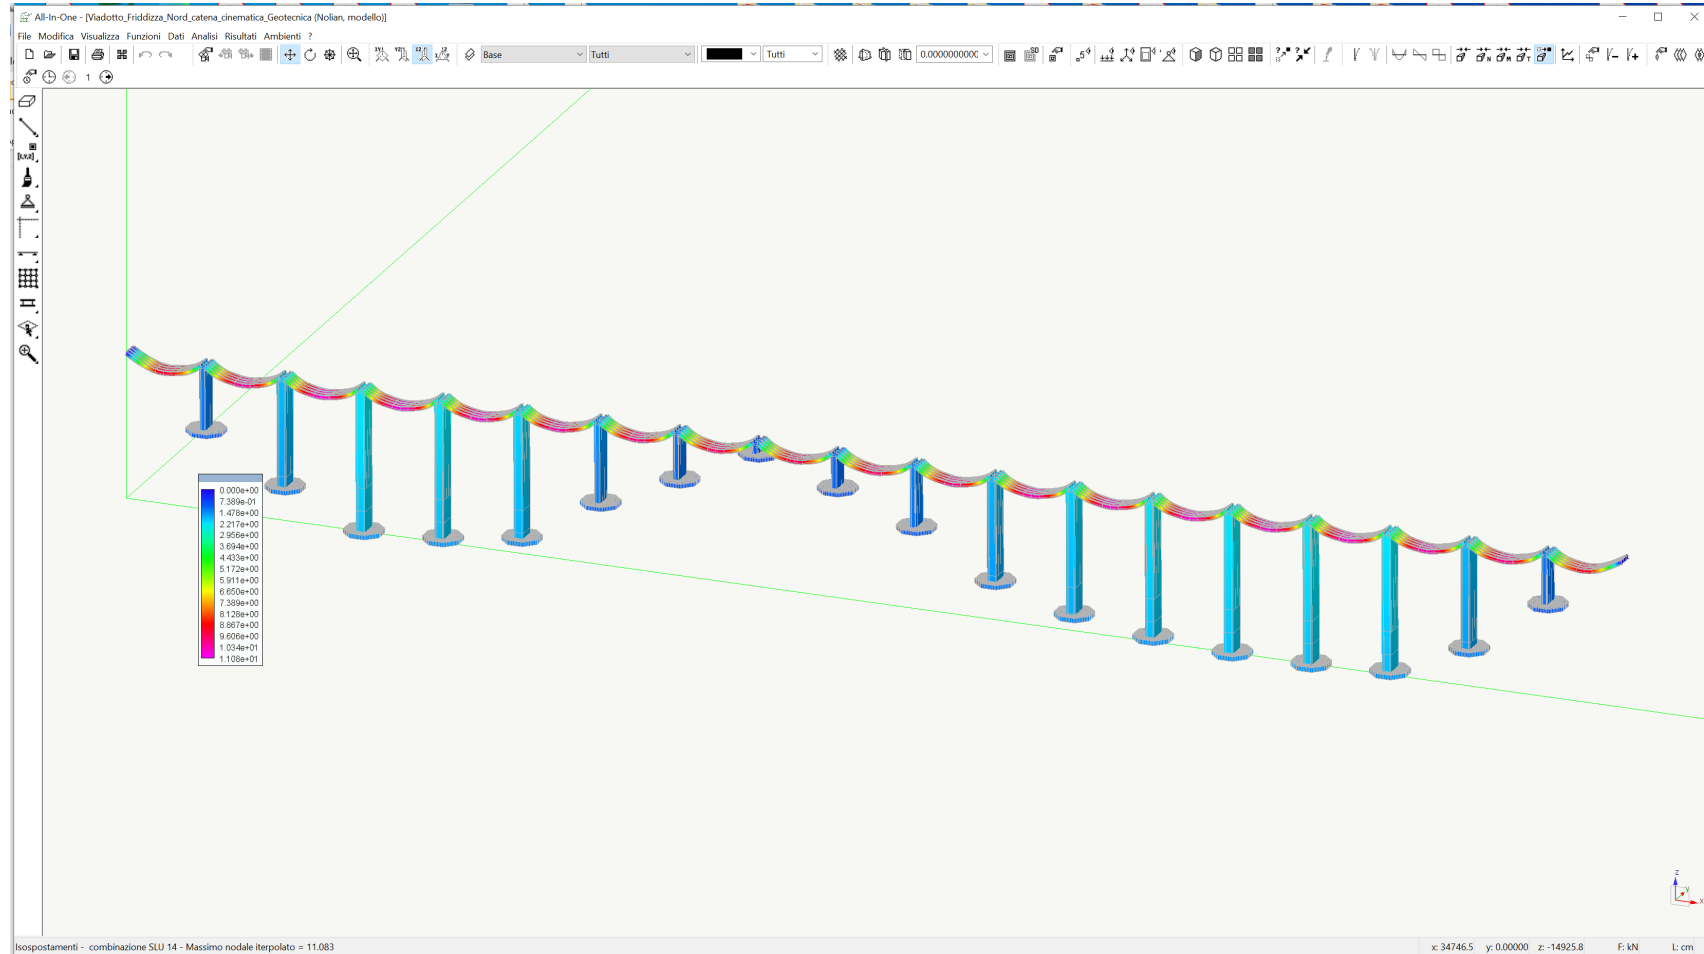 All-In-One - [Viadotto_Friddizza_Nord_catena_cinematica_Geotecnica (Nolian, modello)]
File Modifica Visualizza Funzioni Dati Analisi Risultati Ambienti ?
Base Tutti Tutti 0.0000000000
1
0.000e+00
7.389e-01
1.478e+00
2.217e+00
2.956e+00
3.694e+00
4.433e+00
5.172e+00
5.911e+00
6.650e+00
7.389e+00
8.128e+00
8.867e+00
9.606e+00
1.034e+01
1.108e+01
z
y
x
Isospostamenti - combinazione SLU 14 - Massimo nodale iterpolato = 11.083 x: 34746.5 y: 0.00000 z: -14925.8 F: kN L: cm